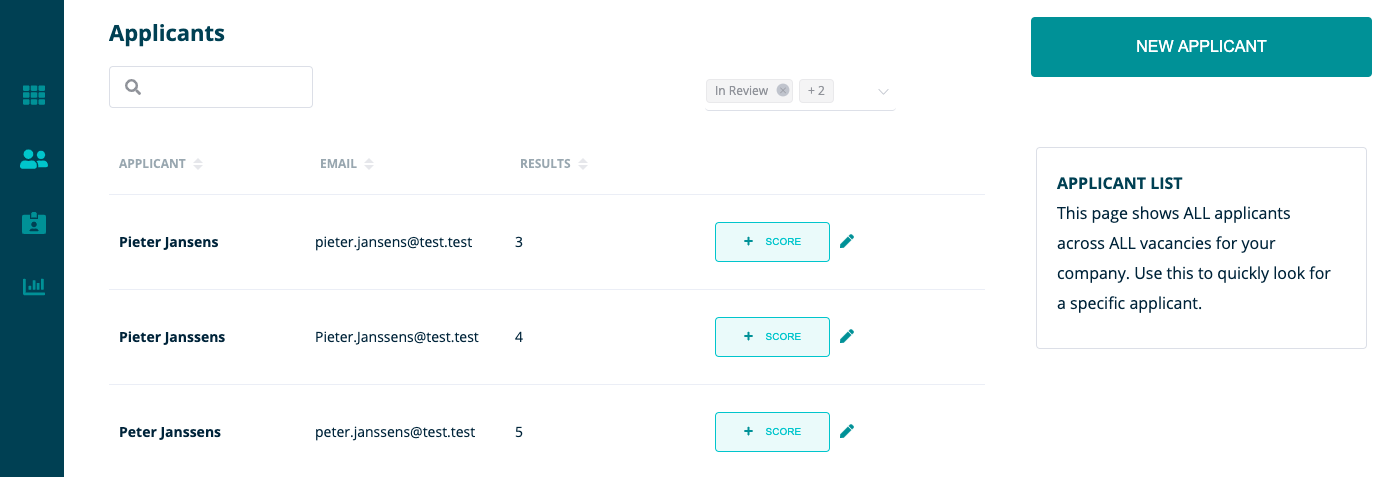 Applicants
NEW APPLICANT
In Review + 2
APPLICANT EMAIL RESULTS
Pieter Jansens pieter.jansens@test.test 3 + SCORE
Pieter Janssens Pieter.Janssens@test.test 4 + SCORE
Peter Janssens peter.janssens@test.test 5 + SCORE
APPLICANT LIST
This page shows ALL applicants
across ALL vacancies for your
company. Use this to quickly look for
a specific applicant.